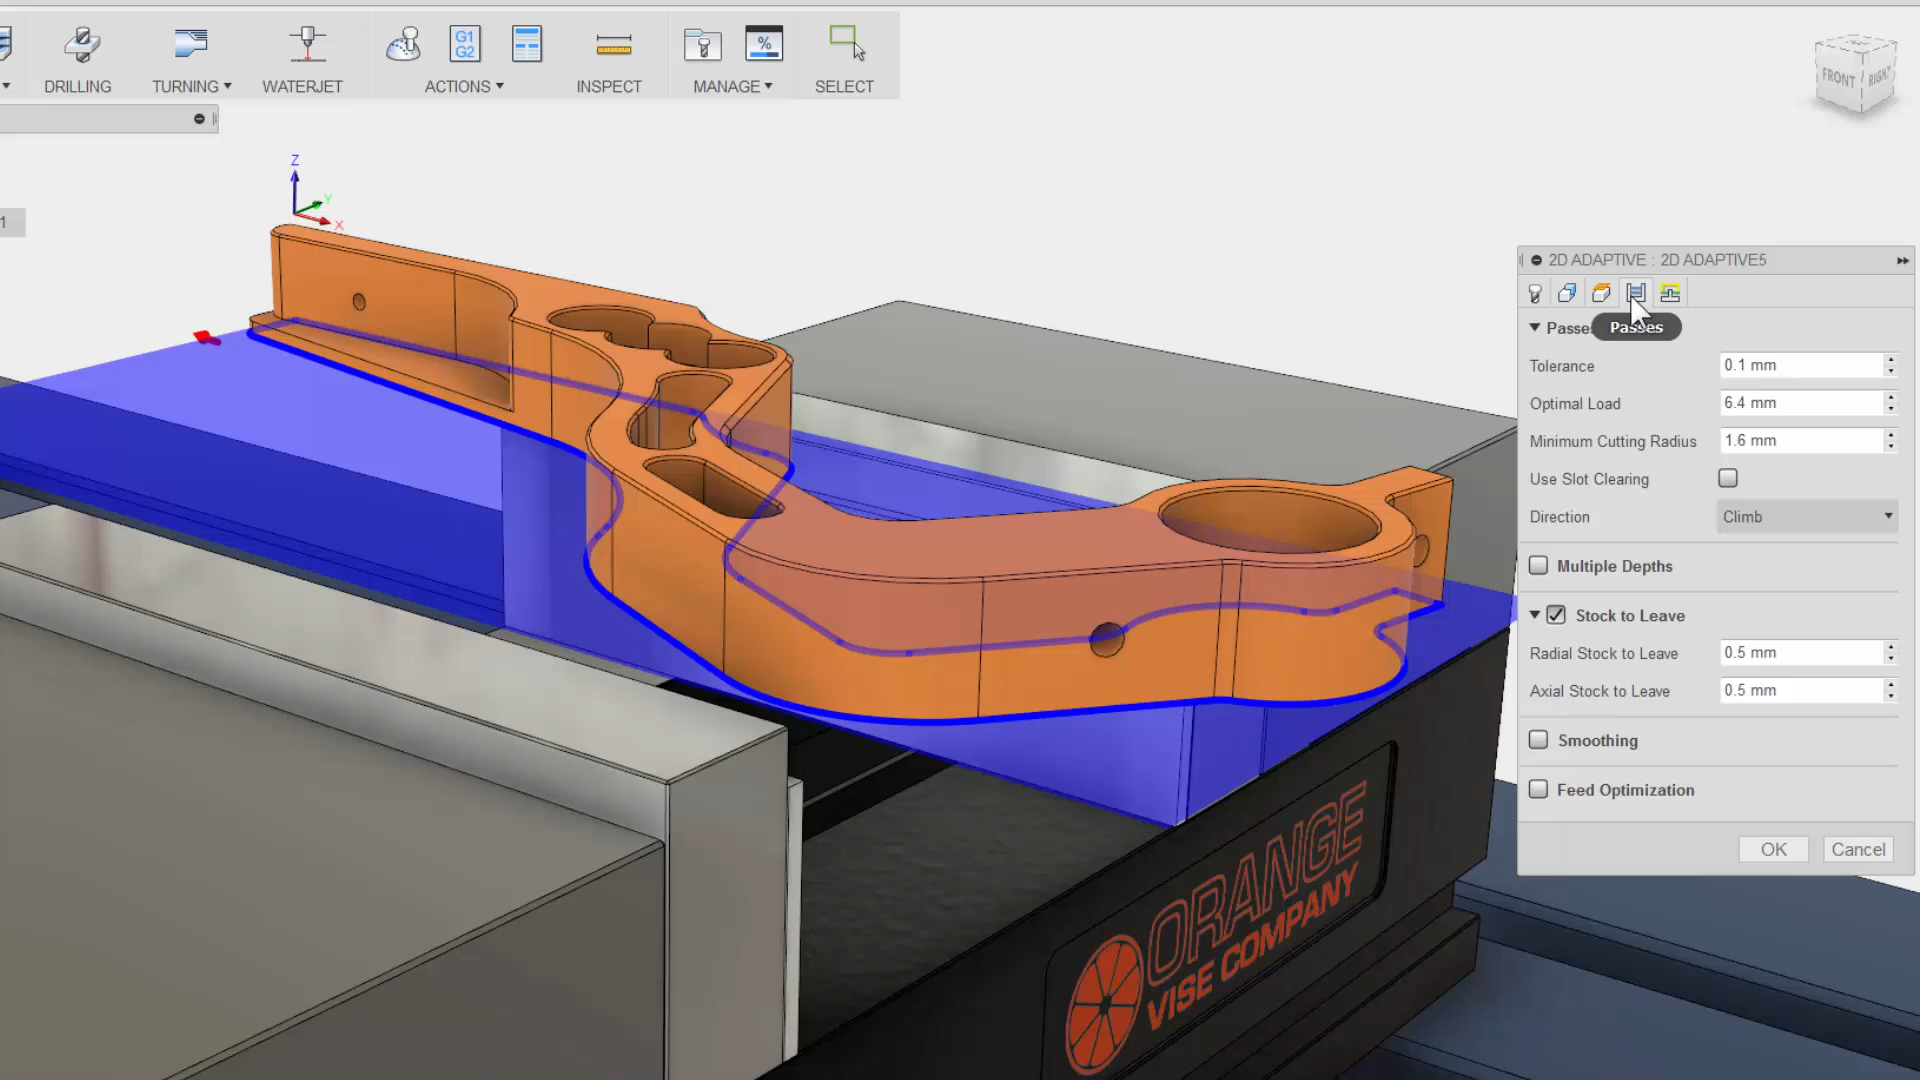 G1
G2
%
DRILLING
TURNING
WATERJET
ACTIONS
INSPECT
MANAGE
SELECT
FRONT
RIGHT
Z
Y
X
1
2D ADAPTIVE : 2D ADAPTIVE5
Passes
Passes
Tolerance 0.1 mm
Optimal Load 6.4 mm
Minimum Cutting Radius 1.6 mm
Use Slot Clearing
Direction Climb
Multiple Depths
Stock to Leave
Radial Stock to Leave 0.5 mm
Axial Stock to Leave 0.5 mm
Smoothing
Feed Optimization
OK Cancel
ORANGE
VISE COMPANY